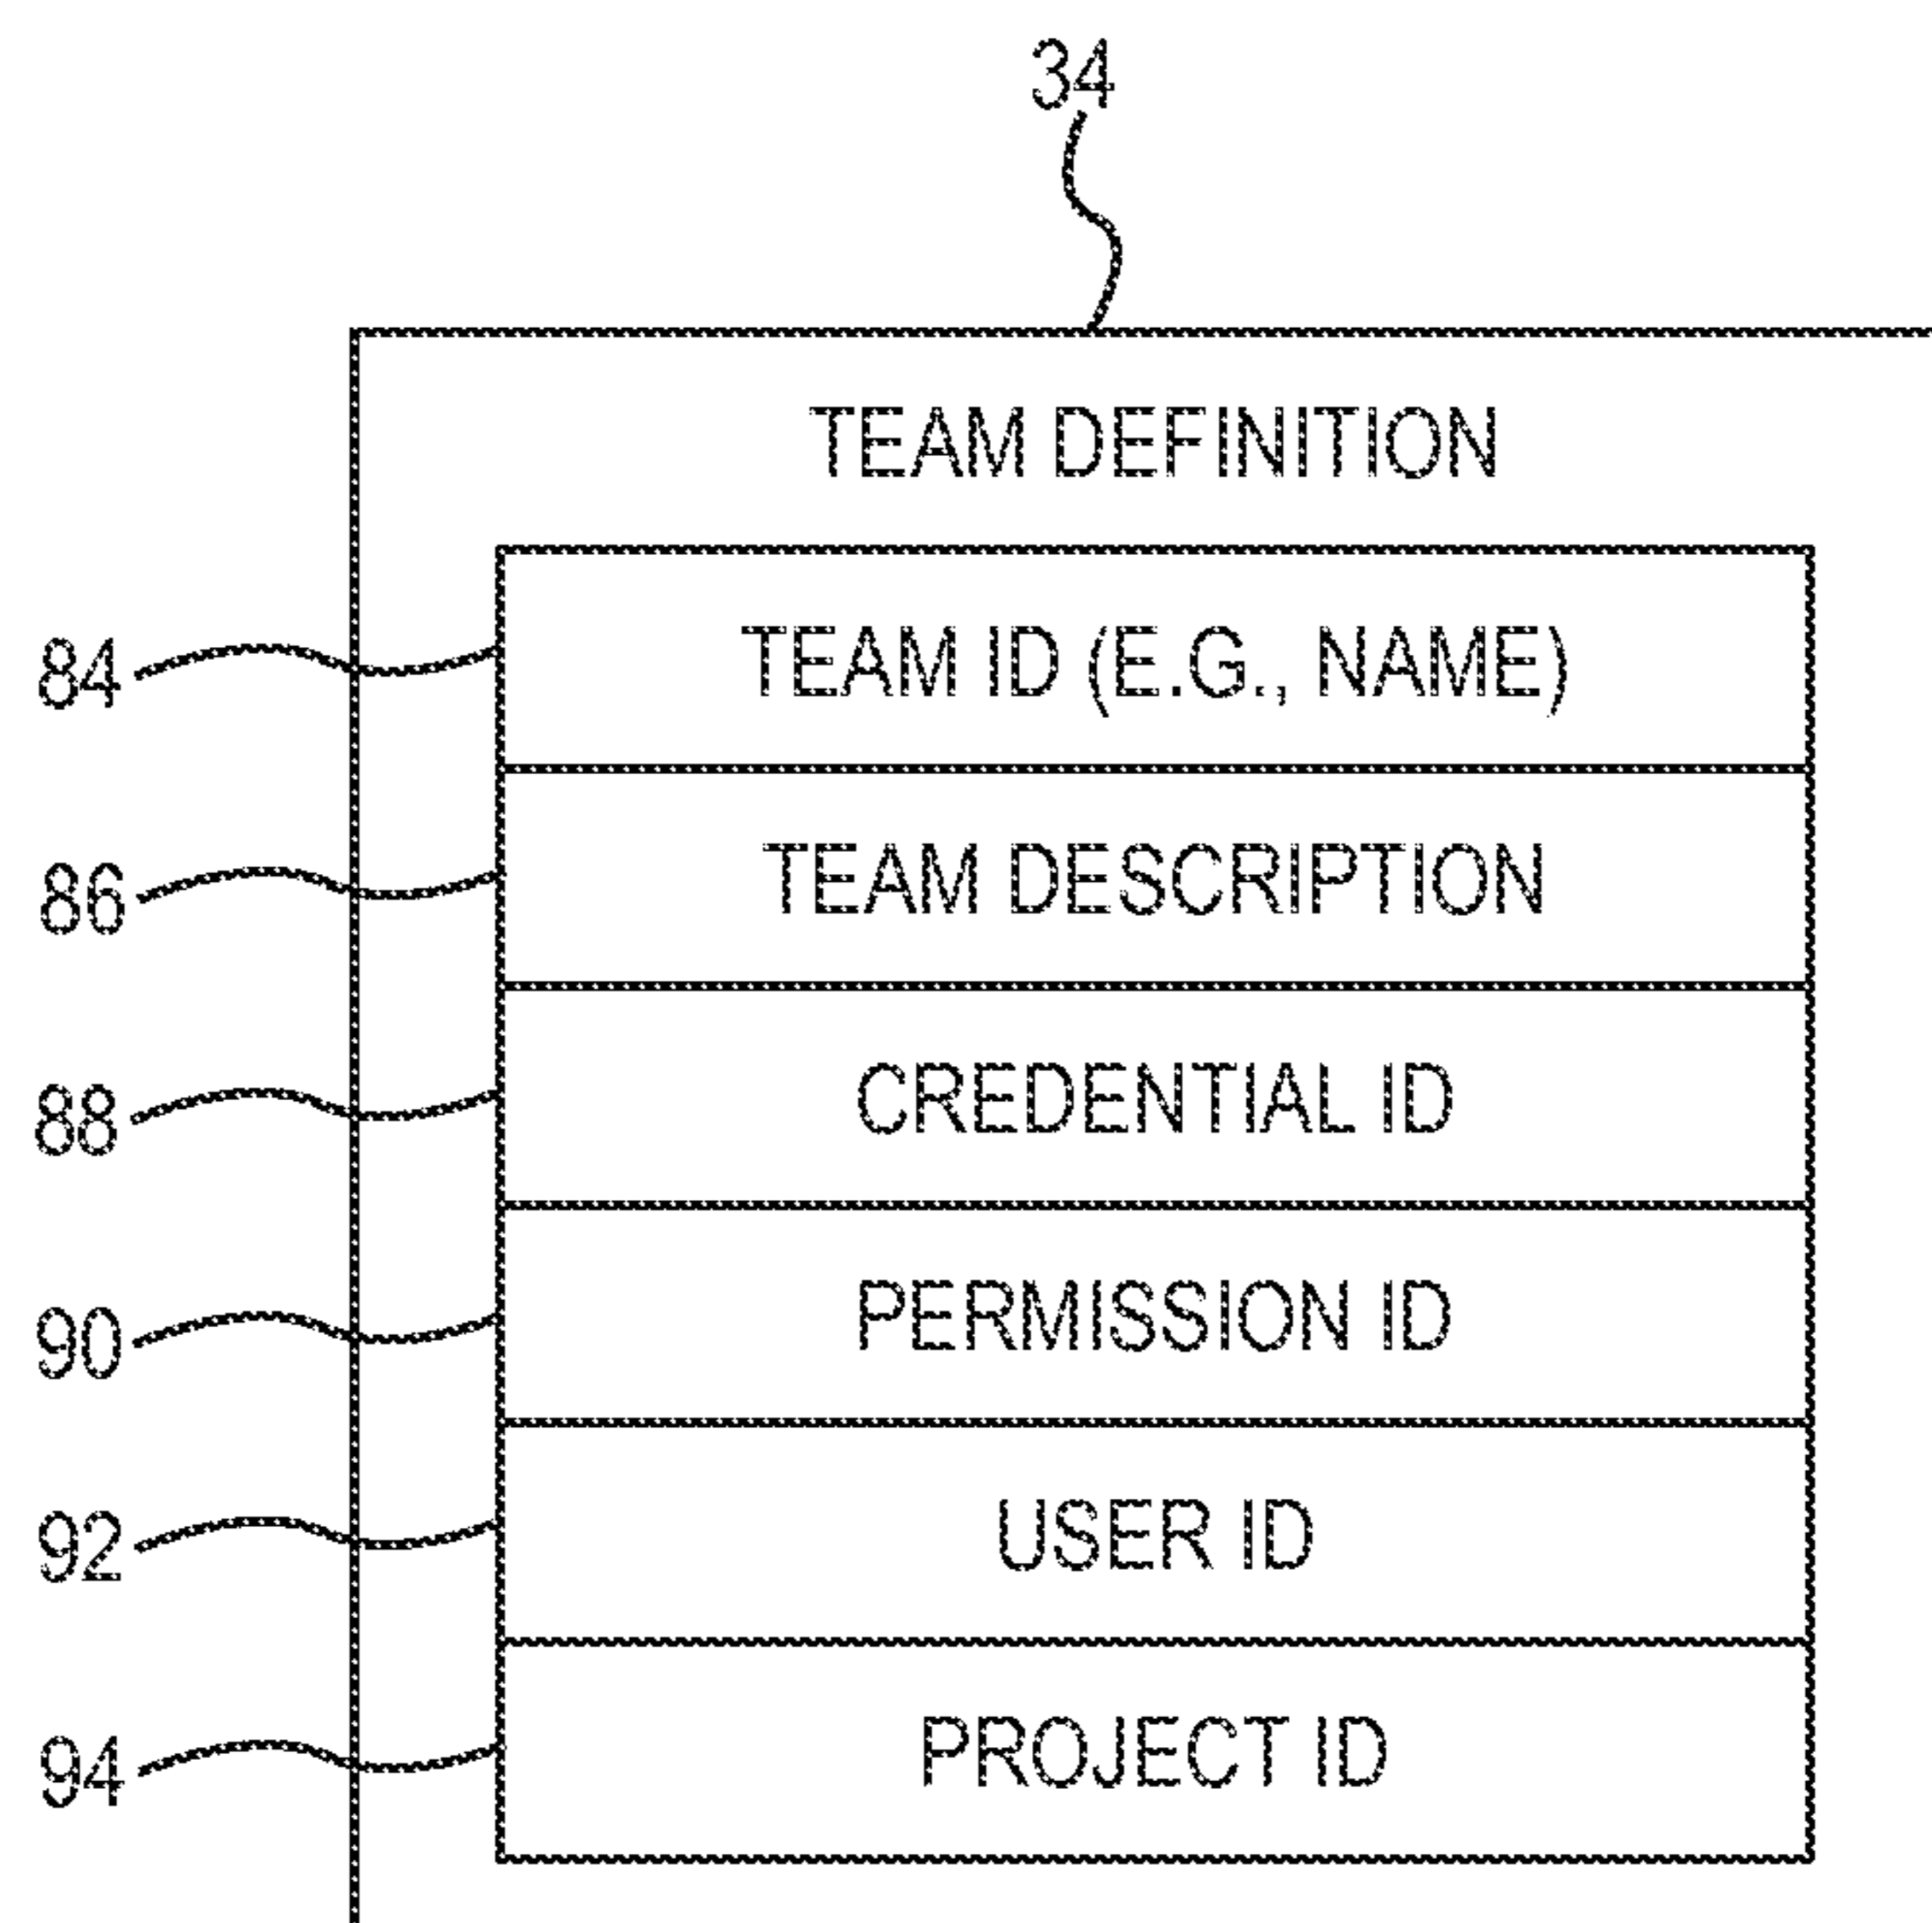 34
TEAM DEFINITION
84 TEAM ID (E.G., NAME)
86 TEAM DESCRIPTION
88 CREDENTIAL ID
90 PERMISSION ID
92 USER ID
94 PROJECT ID